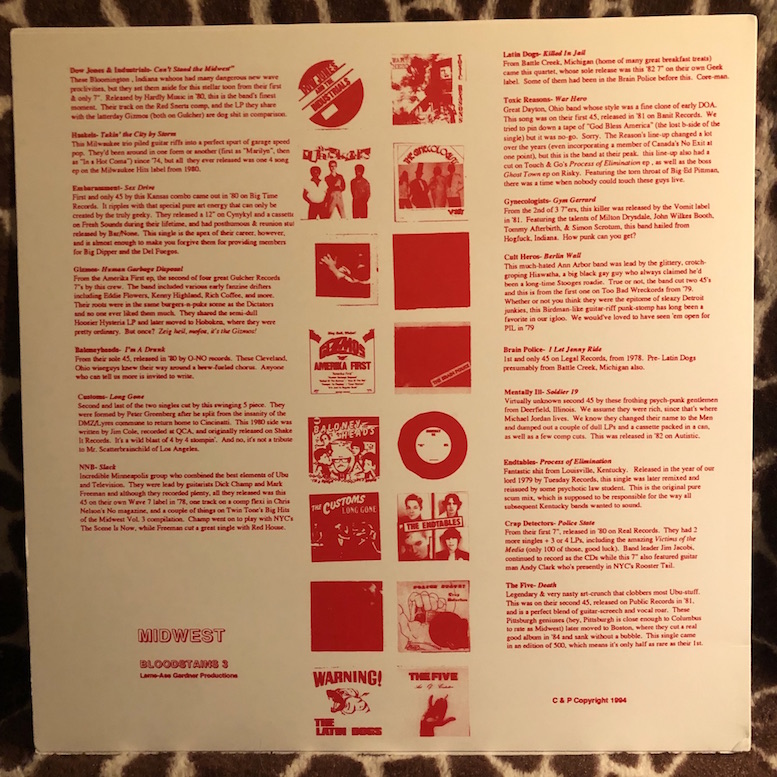 Dow Jones & Industrials- Can't Stand the Midwest"
These Bloomington , Indiana wahoos had many dangerous new wave
proclivities, but they set them aside for this stellar toon from their first
& only 7". Released by Hardly Music in '80, this is the band's finest
moment. Their track on the Red Snerts comp, and the LP they share
with the latterday Gizmos (both on Gulcher) are dog shit in comparison.
Haskels- Takin' the City by Storm
This Milwaukee trio piled guitar riffs into a perfect spurt of garage speed
pop. They'd been around in one form or another (first as "Marilyn", then
as "In a Hot Coma") since '74, but all they ever released was one 4 song
ep on the Milwaukee Hits label from 1980.
Embarrassment- Sex Drive
First and only 45 by this Kansas combo came out in '80 on Big Time
Records. It ripples with that special pure art energy that can only be
created by the truly geeky. They released a 12" on Cynykyl and a cassette
on Fresh Sounds during their lifetime, and had posthumous & reunion stuf
released by Bar/None. This single is the apex of their career, however,
and is almost enough to make you forgive them for providing members
for Big Dipper and the Del Fuegos.
Gizmos- Human Garbage Disposal
From the Amerika First ep, the second of four great Gulcher Records
7"s by this crew. The band included various early fanzine drifters
including Eddie Flowers, Kenny Highland, Rich Coffee, and more.
Their roots were in the same burgers-n-puke scene as the Dictators
and no one ever liked them much. They shared the semi-dull
Hoosier Hysteria LP and later moved to Hobokna, where they were
pretty ordinary. But once? Zeig heil, mofos, it's the Gizmos!
Baloneyheads- I'm A Drunk
From their sole 45, released in '80 by O-NO records. These Cleveland,
Ohio wiseguys knew their way around a beew-fueled chorus. Anyone
who can tell us more is invited to write.
Customs- Long Gone
Second and last of the two singles cut by this swinging 5 piece. They
were formed by Peter Greenberg after he split from the insanity of the
DMZ/Lyres commune to return home to Cincinnati. This 1980 side was
written by Jim Cole, recorded at QCA, and originally released on Shake
It Records. It's a wild blast of 4 by 4 stompin'. And no, it's not a tribute
to Mr. Scatterbrainchild of Los Angeles.
NNB- Slack
Incredible Minneapolis group who combined the best elements of Ubu
and Television. They were lead by guitarists Dick Champ and Mark
Freeman and although they recorded plenty, all they released was this
45 on their own Wave 7 label in '78, one track on a comp flexi in Chris
Nelson's No magazine, and a couple of things on Twin Tone's Big Hits
of the Midwest Vol. 3 compilation. Champ went on to play with NYC's
The Scene Is Now, while Freeman cut a great single with Red House.
MIDWEST
BLOODSTAINS 3
Lame-Ass Gardner Productions
DOW JONES
AND THE
INDUSTRIALS
TOXIC REASONS
GYNECOLOGISTS
Hey Brat, Whizz!
GIZMOS
AMERIKA FIRST
THE BRAIN POLICE
BALONEY
HEADS
THE CUSTOMS
LONG GONE
THE ENDTABLES
POLICE STATE!
Crap
Detectors
WARNING!
THE
LATIN DOGS
THE FIVE
Latin Dogs- Killed In Jail
From Battle Creek, Michigan (home of many great breakfast treats)
came this quartet, whose sole release was this '82 7" on their own Geek
label. Some of them had been in the Brain Police before this. Core-man.
Toxic Reasons- War Hero
Great Dayton, Ohio band whose style was a fine clone of early DOA.
This song was on their first 45, released in '81 on Banit Records. We
tried to pin down a tape of "God Bless America" (the lost b-side of the
single) but it was no-go. Sorry. The Reason's line-up changed a lot
over the years (even incorporating a member of Canada's No Exit at
one point), but this is the band at their peak. this line-up also had a
cut on Touch & Go's Process of Elimination ep , as well as the boss
Ghost Town ep on Risky. Featuring the torn throat of Big Ed Pittman,
there was a time when nobody could touch these guys live.
Gynecologists- Gym Gerrard
From the 2nd of 3 7"ers, this killer was released by the Vomit label
in '81. Featuring the talents of Milton Drysdale, John Wilkes Booth,
Tommy Afterbirth, & Simon Scrotum, this band hailed from
Hogfuck, Indiana. How punk can you get?
Cult Heros- Berlin Wall
This much-hated Ann Arbor band was lead by the glittery, crotch-
groping Hiawatha, a big black gay guy who always claimed he'd
been a long-time Stooges roadie. True or not, the band cut two 45's
and this is from the first one on Too Bad Wreckords from '79.
Whether or not you think they were the epitome of sleazy Detroit
junkies, this Birdman-like guitar-riff punk-stomp has long been a
favorite in our igloo. We would've loved to have seen 'em open for
PIL in '79
Brain Police- I Let Jonny Ride
1st and only 45 on Legal Records, from 1978. Pre- Latin Dogs
presumably from Battle Creek, Michigan also.
Mentally Ill- Soldier 19
Virtually unknown second 45 by these frothing psych-punk gentlemen
from Deerfield, Illinois. We assume they were rich, since that's where
Michael Jordan lives. We know they changed their name to the Men
and dumped out a couple of dull LPs and a cassette packed in a can,
as well as a few comp cuts. This was released in '82 on Autistic.
Endtables- Process of Elimination
Fantastic shit from Louisville, Kentucky. Released in the year of our
lord 1979 by Tuesday Records, this single was later remixed and
reissued by some psychotic law student. This is the original pure
scum mix, which is supposed to be responsible for the way all
subsequent Kentucky bands wanted to sound.
Crap Detectors- Police State
From their first 7", released in '80 on Real Records. They had 2
more singles + 3 or 4 LPs, including the amazing Victims of the
Media (only 100 of those, good luck). Band leader Jim Jacobi,
continued to record as the CDs while this 7" also featured guitar
man Andy Clark who's presently in NYC's Rooster Tail.
The Five- Death
Legendary & very nasty art-crunch that clobbers most Ubu-stuff.
This was on their second 45, released on Public Records in '81,
and is a perfect blend of guitar-screech and vocal roar. These
Pittsburgh geniuses (hey, Pittsburgh is close enough to Columbus
to rate as Midwest) later moved to Boston, where they cut a real
good album in '84 and sank without a bubble. This single came
in an edition of 500, which means it's only half as rare as their 1st.
C & P Copyright 1994